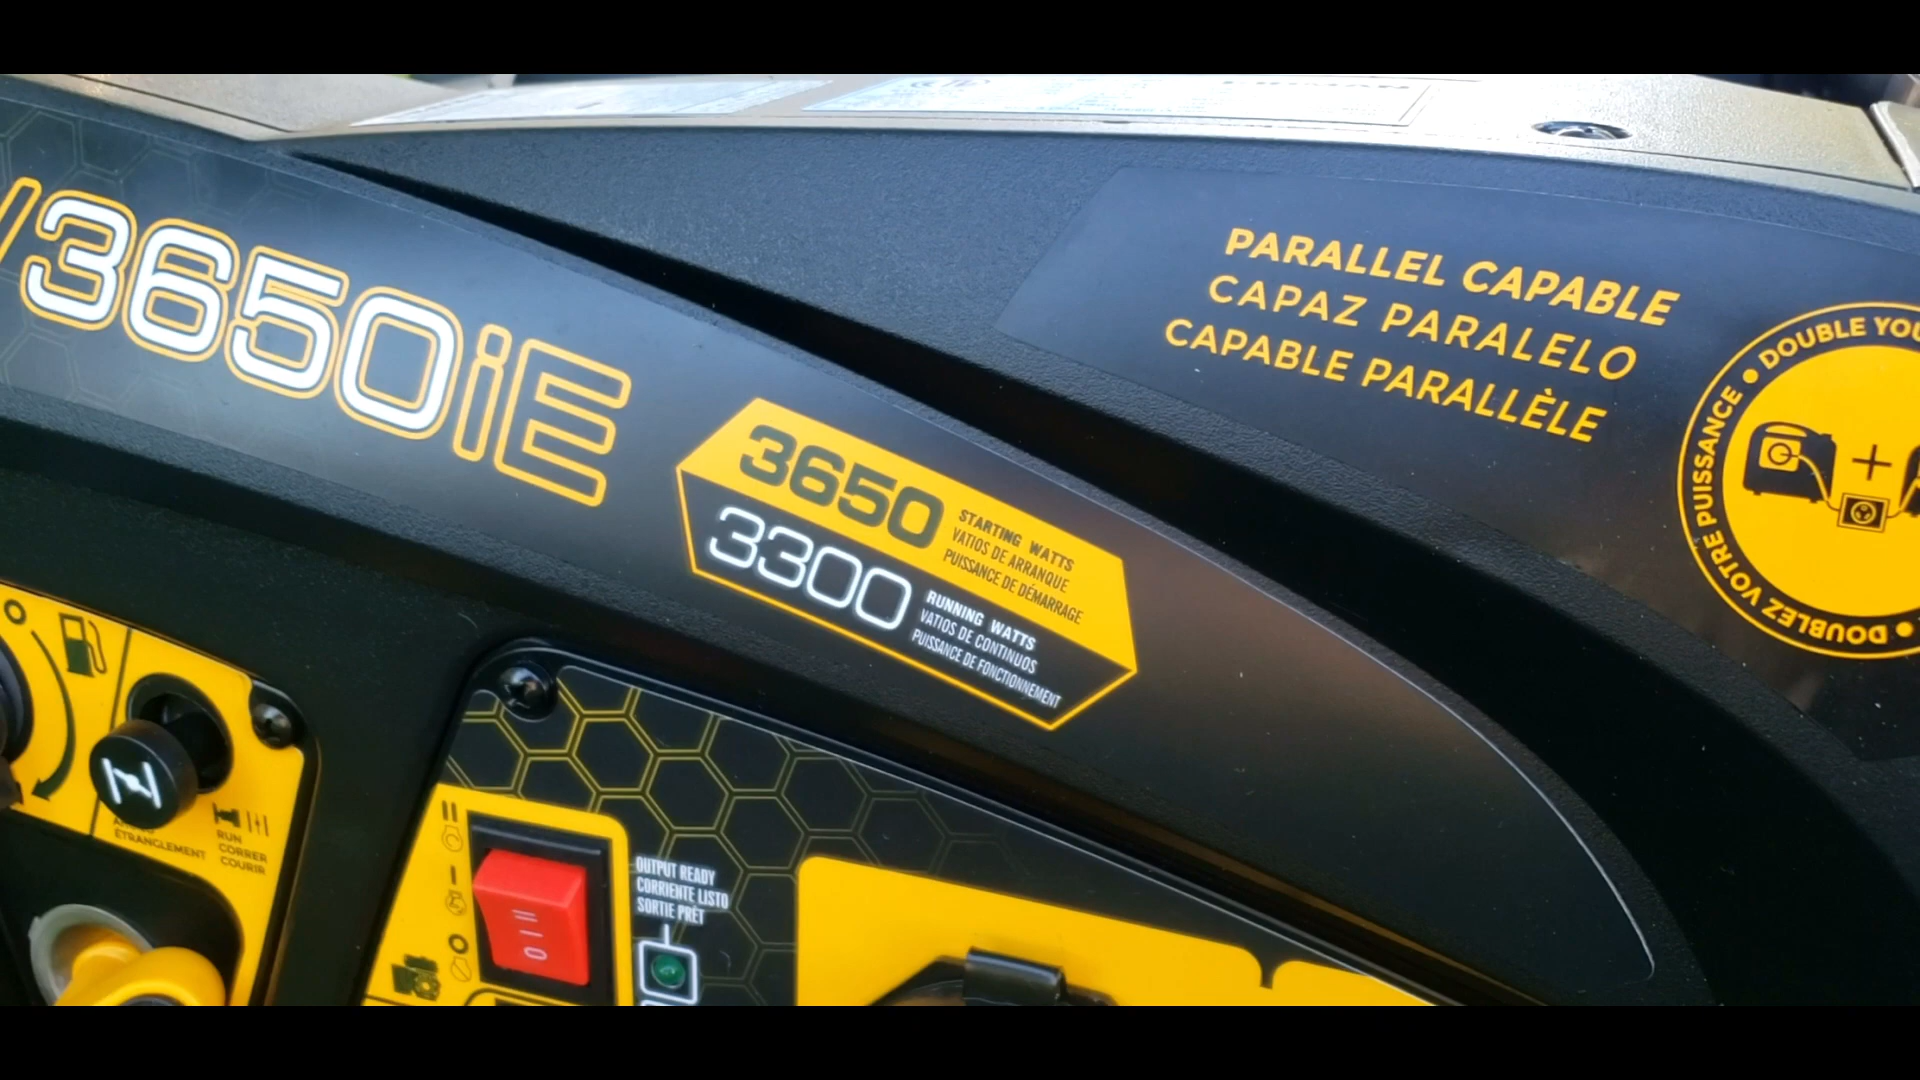 3650iE
PARALLEL CAPABLE
CAPAZ PARALELO
CAPABLE PARALLÈLE
DOUBLE YOU
DOUBLEZ VOTRE PUISSANCE
3650
STARTING WATTS
VATIOS DE ARRANQUE
PUISSANCE DE DÉMARRAGE
3300
RUNNING WATTS
VATIOS DE CONTINUOS
PUISSANCE DE FONCTIONNEMENT
ÉTRANGLEMENT
RUN
CORRER
COURIR
OUTPUT READY
CORRIENTE LISTO
SORTIE PRÊT